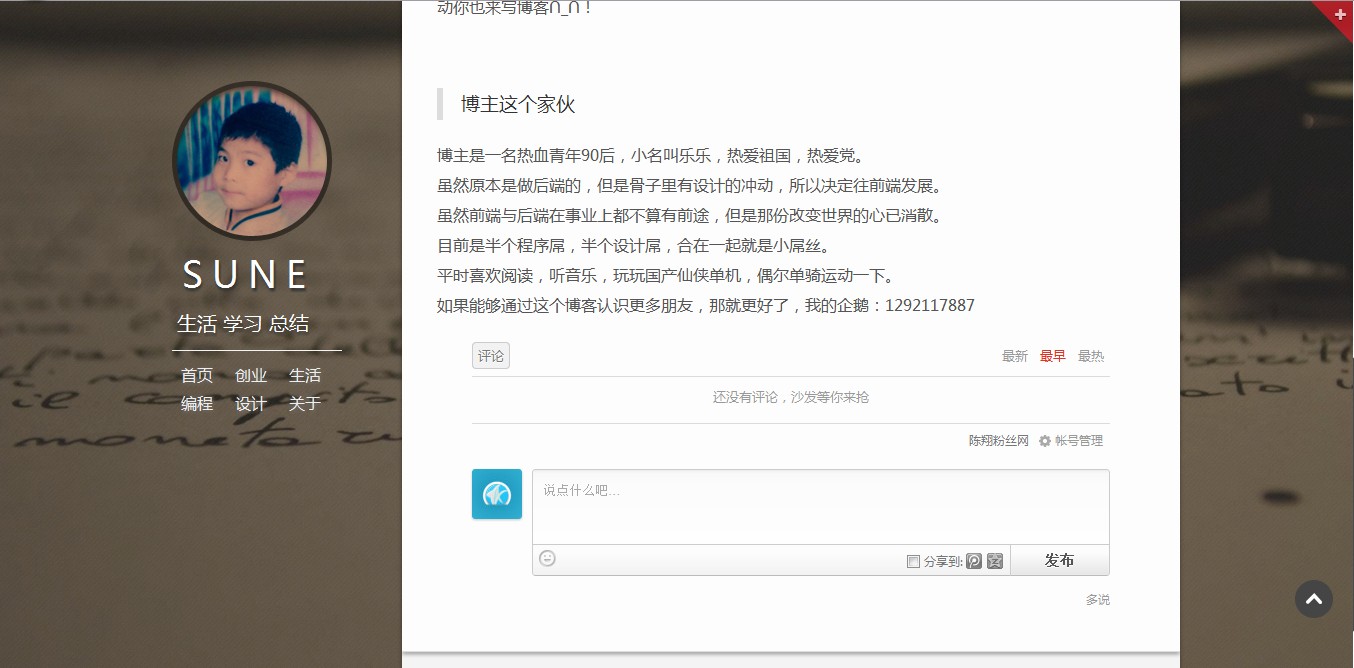 动你也来写博客∩_∩！
SUNE
生活 学习 总结
首页 创业 生活
编程 设计 关于
博主这个家伙
博主是一名热血青年90后，小名叫乐乐，热爱祖国，热爱党。
虽然原本是做后端的，但是骨子里有设计的冲动，所以决定往前端发展。
虽然前端与后端在事业上都不算有前途，但是那份改变世界的心已消散。
目前是半个程序屌，半个设计屌，合在一起就是小屌丝。
平时喜欢阅读，听音乐，玩玩国产仙侠单机，偶尔单骑运动一下。
如果能够通过这个博客认识更多朋友，那就更好了，我的企鹅：1292117887
评论 最新 最早 最热
还没有评论，沙发等你来抢
陈翔粉丝网 帐号管理
说点什么吧...
分享到: 发布
多说